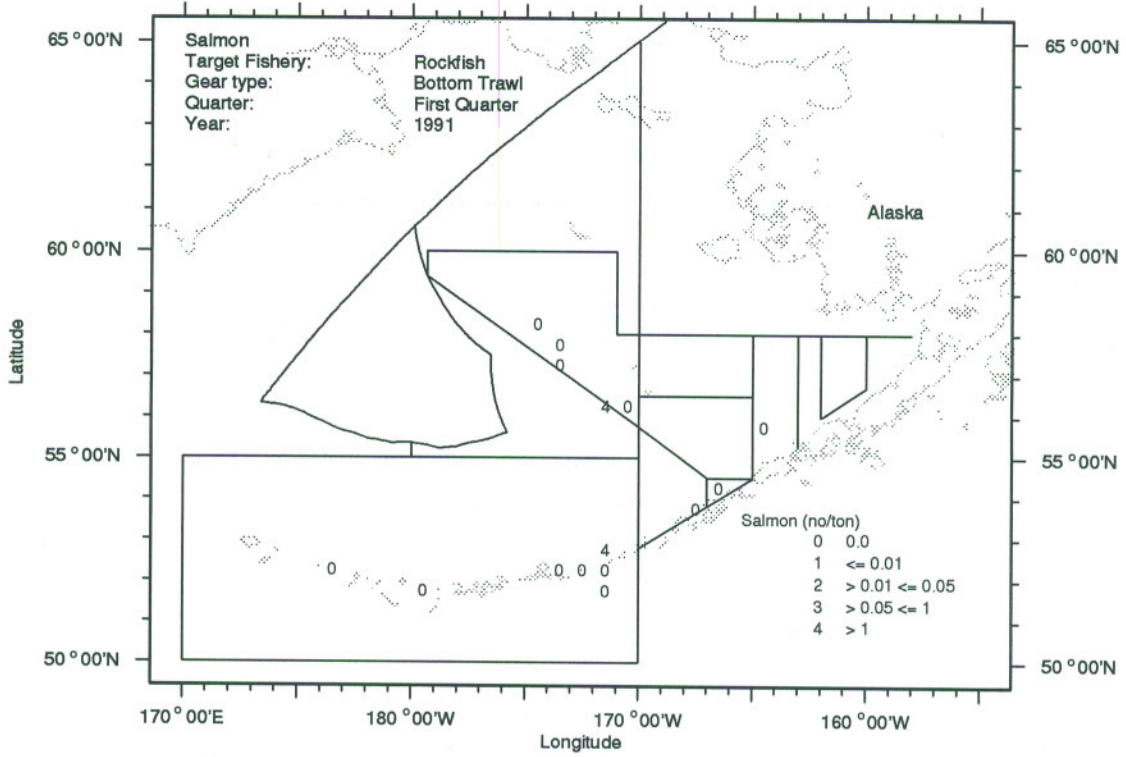 Salmon
Target Fishery: Rockfish
Gear type: Bottom Trawl
Quarter: First Quarter
Year: 1991
65 °00'N 65 °00'N
Alaska
60 °00'N 60 °00'N
0
0
0
4 0
0
55 °00'N 55 °00'N
0
0
Salmon (no/ton)
0 0.0
1 <= 0.01
2 > 0.01 <= 0.05
3 > 0.05 <= 1
4 > 1
4
0 0 0 0
0 0
50 °00'N 50 °00'N
170 °00'E 180 °00'W 170 °00'W 160 °00'W
Longitude
Latitude